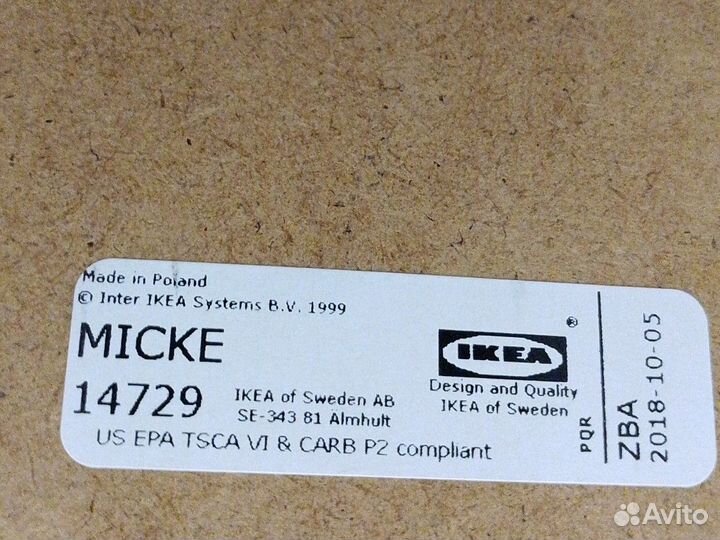 Made in Poland
© Inter IKEA Systems B.V. 1999
MICKE
14729
IKEA of Sweden AB
SE-343 81 Almhult
US EPA TSCA VI & CARB P2 compliant
IKEA ®
Design and Quality
IKEA of Sweden
PQR
ZBA
2018-10-05
Avito